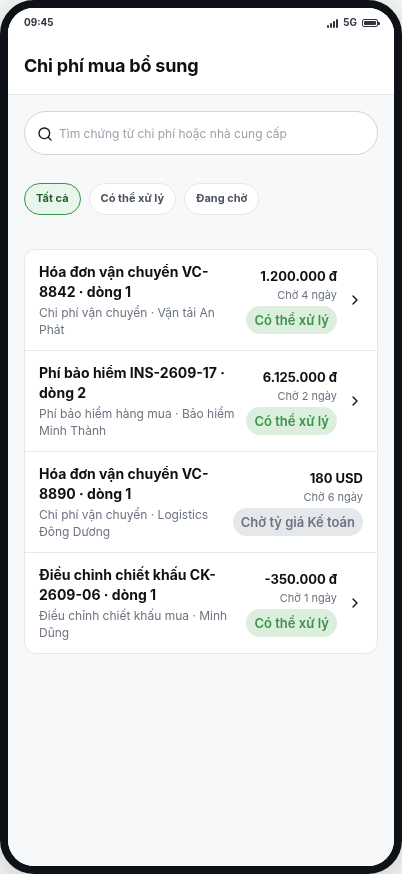 09:45
5G
Chi phí mua bổ sung
Tìm chứng từ chi phí hoặc nhà cung cấp
Tất cả
Có thể xử lý
Đang chờ
Hóa đơn vận chuyển VC-
8842 · dòng 1
Chi phí vận chuyển · Vận tải An
Phát
1.200.000 đ
Chờ 4 ngày
Có thể xử lý
Phí bảo hiểm INS-2609-17 ·
dòng 2
Phí bảo hiểm hàng mua · Bảo hiểm
Minh Thành
6.125.000 đ
Chờ 2 ngày
Có thể xử lý
Hóa đơn vận chuyển VC-
8890 · dòng 1
Chi phí vận chuyển · Logistics
Đông Dương
180 USD
Chờ 6 ngày
Chờ tỷ giá Kế toán
Điều chỉnh chiết khấu CK-
2609-06 · dòng 1
Điều chỉnh chiết khấu mua · Minh
Dũng
-350.000 đ
Chờ 1 ngày
Có thể xử lý